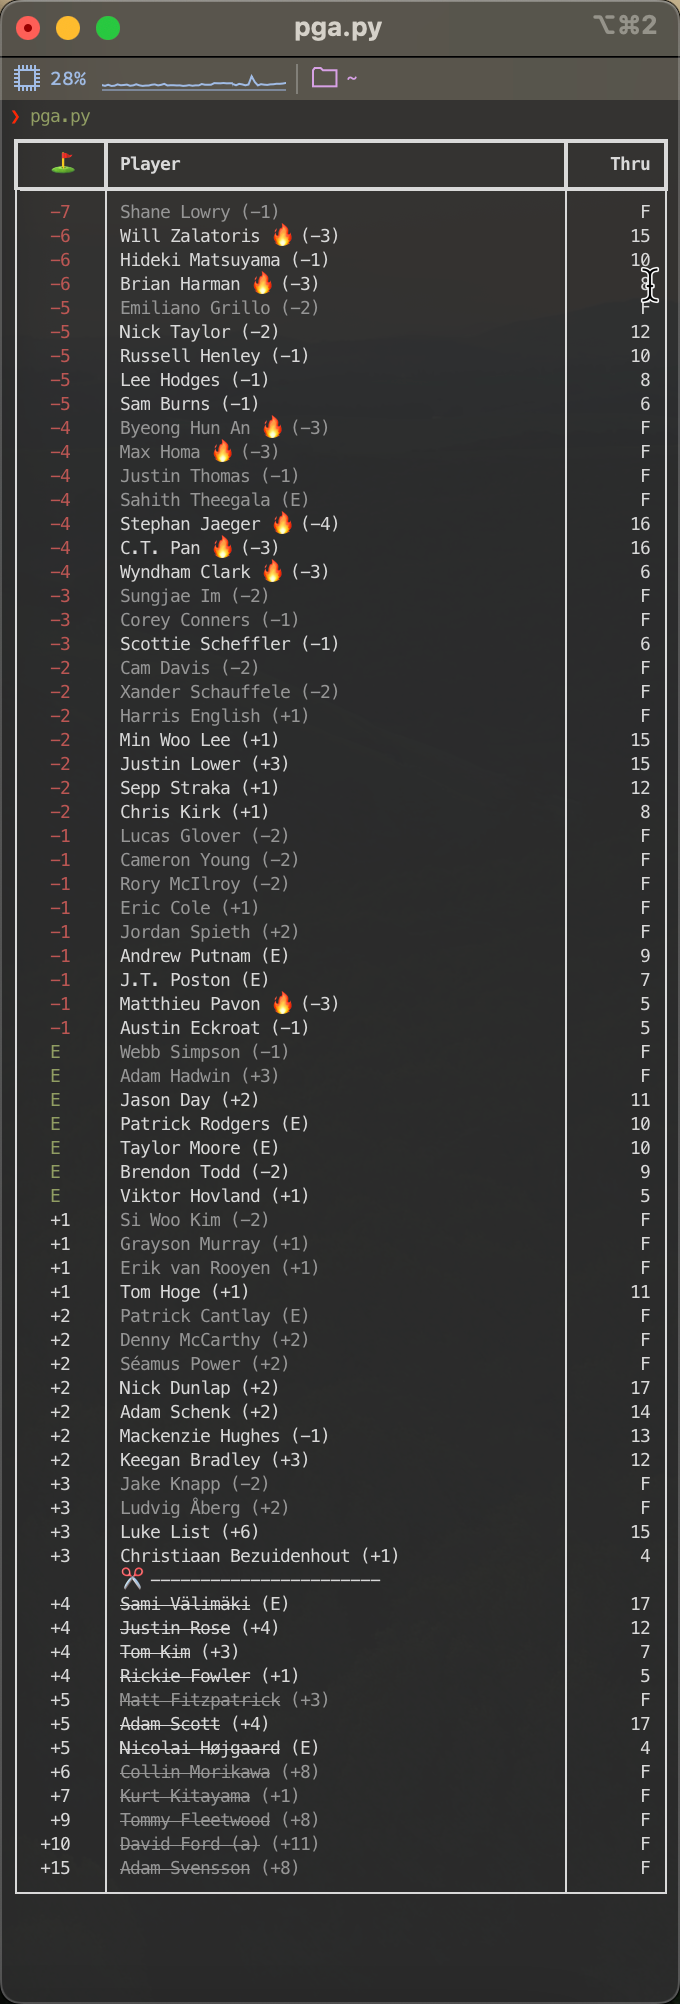 pga.py
⌥⌘2
28% ~
❯ pga.py
Player Thru
−7 Shane Lowry (−1) F
−6 Will Zalatoris 🔥 (−3) 15
−6 Hideki Matsuyama (−1) 10
−6 Brian Harman 🔥 (−3)
−5 Emiliano Grillo (−2) F
−5 Nick Taylor (−2) 12
−5 Russell Henley (−1) 10
−5 Lee Hodges (−1) 8
−5 Sam Burns (−1) 6
−4 Byeong Hun An 🔥 (−3) F
−4 Max Homa 🔥 (−3) F
−4 Justin Thomas (−1) F
−4 Sahith Theegala (E) F
−4 Stephan Jaeger 🔥 (−4) 16
−4 C.T. Pan 🔥 (−3) 16
−4 Wyndham Clark 🔥 (−3) 6
−3 Sungjae Im (−2) F
−3 Corey Conners (−1) F
−3 Scottie Scheffler (−1) 6
−2 Cam Davis (−2) F
−2 Xander Schauffele (−2) F
−2 Harris English (+1) F
−2 Min Woo Lee (+1) 15
−2 Justin Lower (+3) 15
−2 Sepp Straka (+1) 12
−2 Chris Kirk (+1) 8
−1 Lucas Glover (−2) F
−1 Cameron Young (−2) F
−1 Rory McIlroy (−2) F
−1 Eric Cole (+1) F
−1 Jordan Spieth (+2) F
−1 Andrew Putnam (E) 9
−1 J.T. Poston (E) 7
−1 Matthieu Pavon 🔥 (−3) 5
−1 Austin Eckroat (−1) 5
E Webb Simpson (−1) F
E Adam Hadwin (+3) F
E Jason Day (+2) 11
E Patrick Rodgers (E) 10
E Taylor Moore (E) 10
E Brendon Todd (−2) 9
E Viktor Hovland (+1) 5
+1 Si Woo Kim (−2) F
+1 Grayson Murray (+1) F
+1 Erik van Rooyen (+1) F
+1 Tom Hoge (+1) 11
+2 Patrick Cantlay (E) F
+2 Denny McCarthy (+2) F
+2 Séamus Power (+2) F
+2 Nick Dunlap (+2) 17
+2 Adam Schenk (+2) 14
+2 Mackenzie Hughes (−1) 13
+2 Keegan Bradley (+3) 12
+3 Jake Knapp (−2) F
+3 Ludvig Åberg (+2) F
+3 Luke List (+6) 15
+3 Christiaan Bezuidenhout (+1) 4
+4 Sami Välimäki (E) 17
+4 Justin Rose (+4) 12
+4 Tom Kim (+3) 7
+4 Rickie Fowler (+1) 5
+5 Matt Fitzpatrick (+3) F
+5 Adam Scott (+4) 17
+5 Nicolai Højgaard (E) 4
+6 Collin Morikawa (+8) F
+7 Kurt Kitayama (+1) F
+9 Tommy Fleetwood (+8) F
+10 David Ford (a) (+11) F
+15 Adam Svensson (+8) F